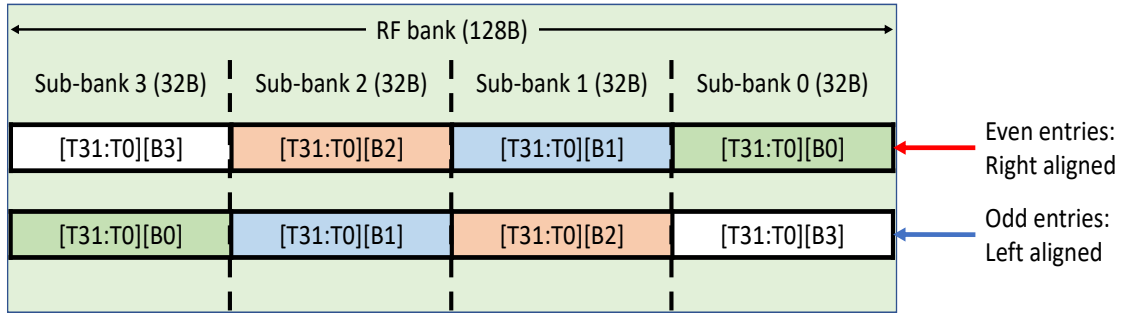 RF bank (128B)
Sub-bank 3 (32B) Sub-bank 2 (32B) Sub-bank 1 (32B) Sub-bank 0 (32B)
[T31:T0][B3] [T31:T0][B2] [T31:T0][B1] [T31:T0][B0]
Even entries:
Right aligned
[T31:T0][B0] [T31:T0][B1] [T31:T0][B2] [T31:T0][B3]
Odd entries:
Left aligned